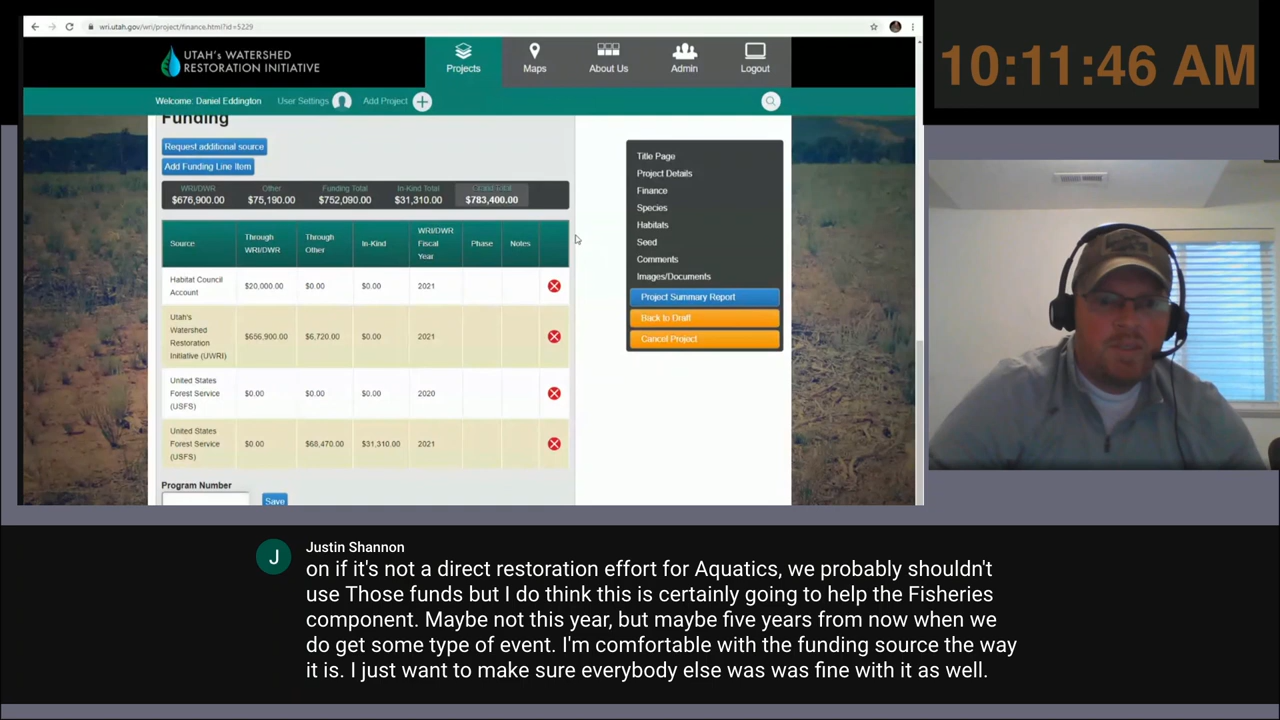 wri.utah.gov/wri/project/finance.html?id=5229
10:11:46 AM
UTAH's WATERSHED
RESTORATION INITIATIVE
Projects Maps About Us Admin Logout
Welcome: Daniel Eddington User Settings Add Project
Funding
Request additional source
Add Funding Line Item
WRI/DWR Other Funding Total In-Kind Total Grand Total
$676,900.00 $75,190.00 $752,090.00 $31,310.00 $783,400.00
Source Through WRI/DWR Through Other In-Kind WRI/DWR Fiscal Year Phase Notes
Habitat Council Account $20,000.00 $0.00 $0.00 2021
Utah's Watershed Restoration Initiative (UWRI) $656,900.00 $6,720.00 $0.00 2021
United States Forest Service (USFS) $0.00 $0.00 $0.00 2020
United States Forest Service (USFS) $0.00 $68,470.00 $31,310.00 2021
Program Number
Save
Title Page
Project Details
Finance
Species
Habitats
Seed
Comments
Images/Documents
Project Summary Report
Back to Draft
Cancel Project
J
Justin Shannon
on if it's not a direct restoration effort for Aquatics, we probably shouldn't
use Those funds but I do think this is certainly going to help the Fisheries
component. Maybe not this year, but maybe five years from now when we
do get some type of event. I'm comfortable with the funding source the way
it is. I just want to make sure everybody else was was fine with it as well.